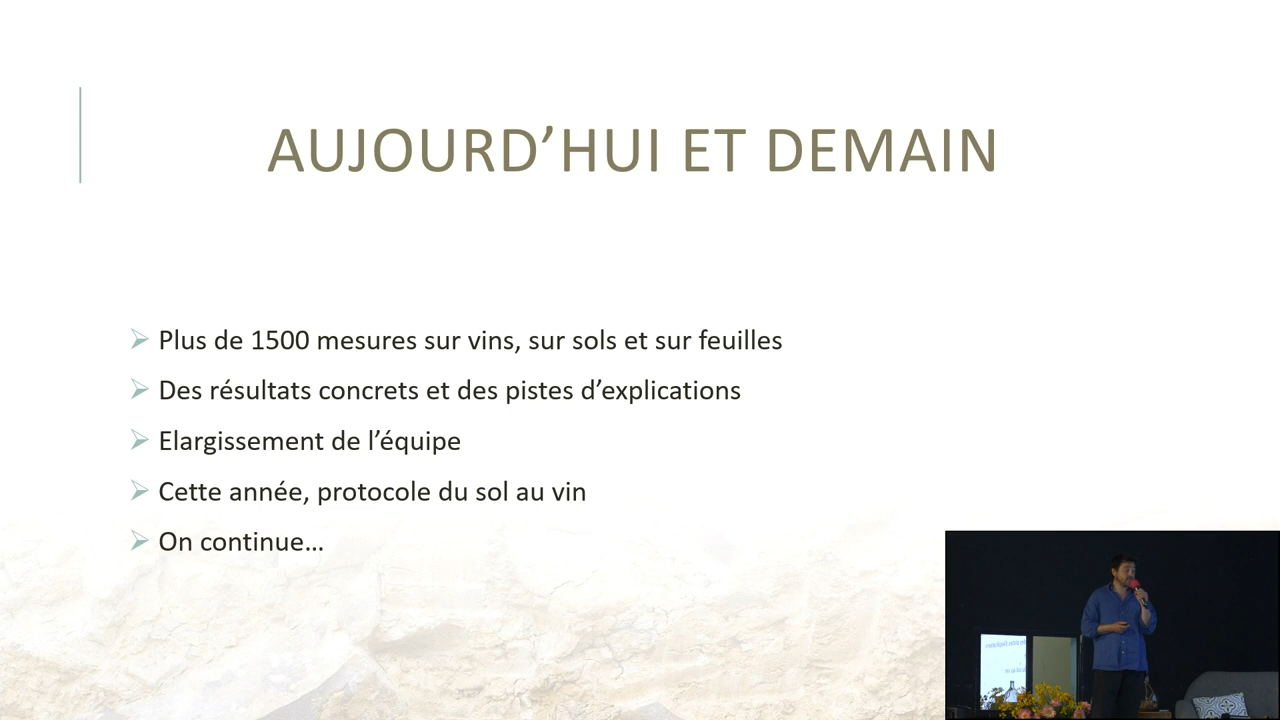 AUJOURD’HUI ET DEMAIN
Plus de 1500 mesures sur vins, sur sols et sur feuilles
Des résultats concrets et des pistes d’explications
Elargissement de l’équipe
Cette année, protocole du sol au vin
On continue…